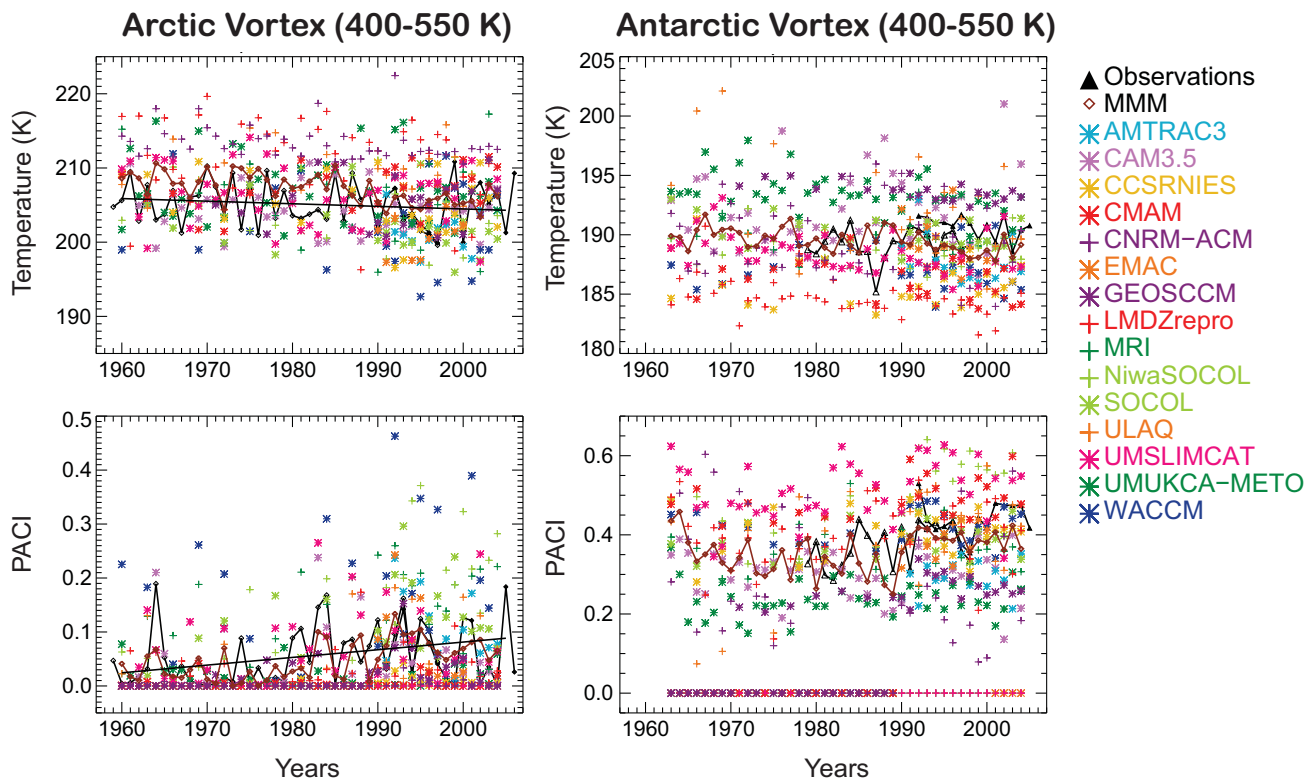 Arctic Vortex (400-550 K)
Antarctic Vortex (400-550 K)
Temperature (K)
220
210
200
190
1960 1970 1980 1990 2000
Temperature (K)
205
200
195
190
185
180
1960 1970 1980 1990 2000
PACI
0.5
0.4
0.3
0.2
0.1
0.0
1960 1970 1980 1990 2000
Years
PACI
0.6
0.4
0.2
0.0
1960 1970 1980 1990 2000
Years
Observations
MMM
AMTRAC3
CAM3.5
CCSRNIES
CMAM
CNRM−ACM
EMAC
GEOSCCM
LMDZrepro
MRI
NiwaSOCOL
SOCOL
ULAQ
UMSLIMCAT
UMUKCA−METO
WACCM